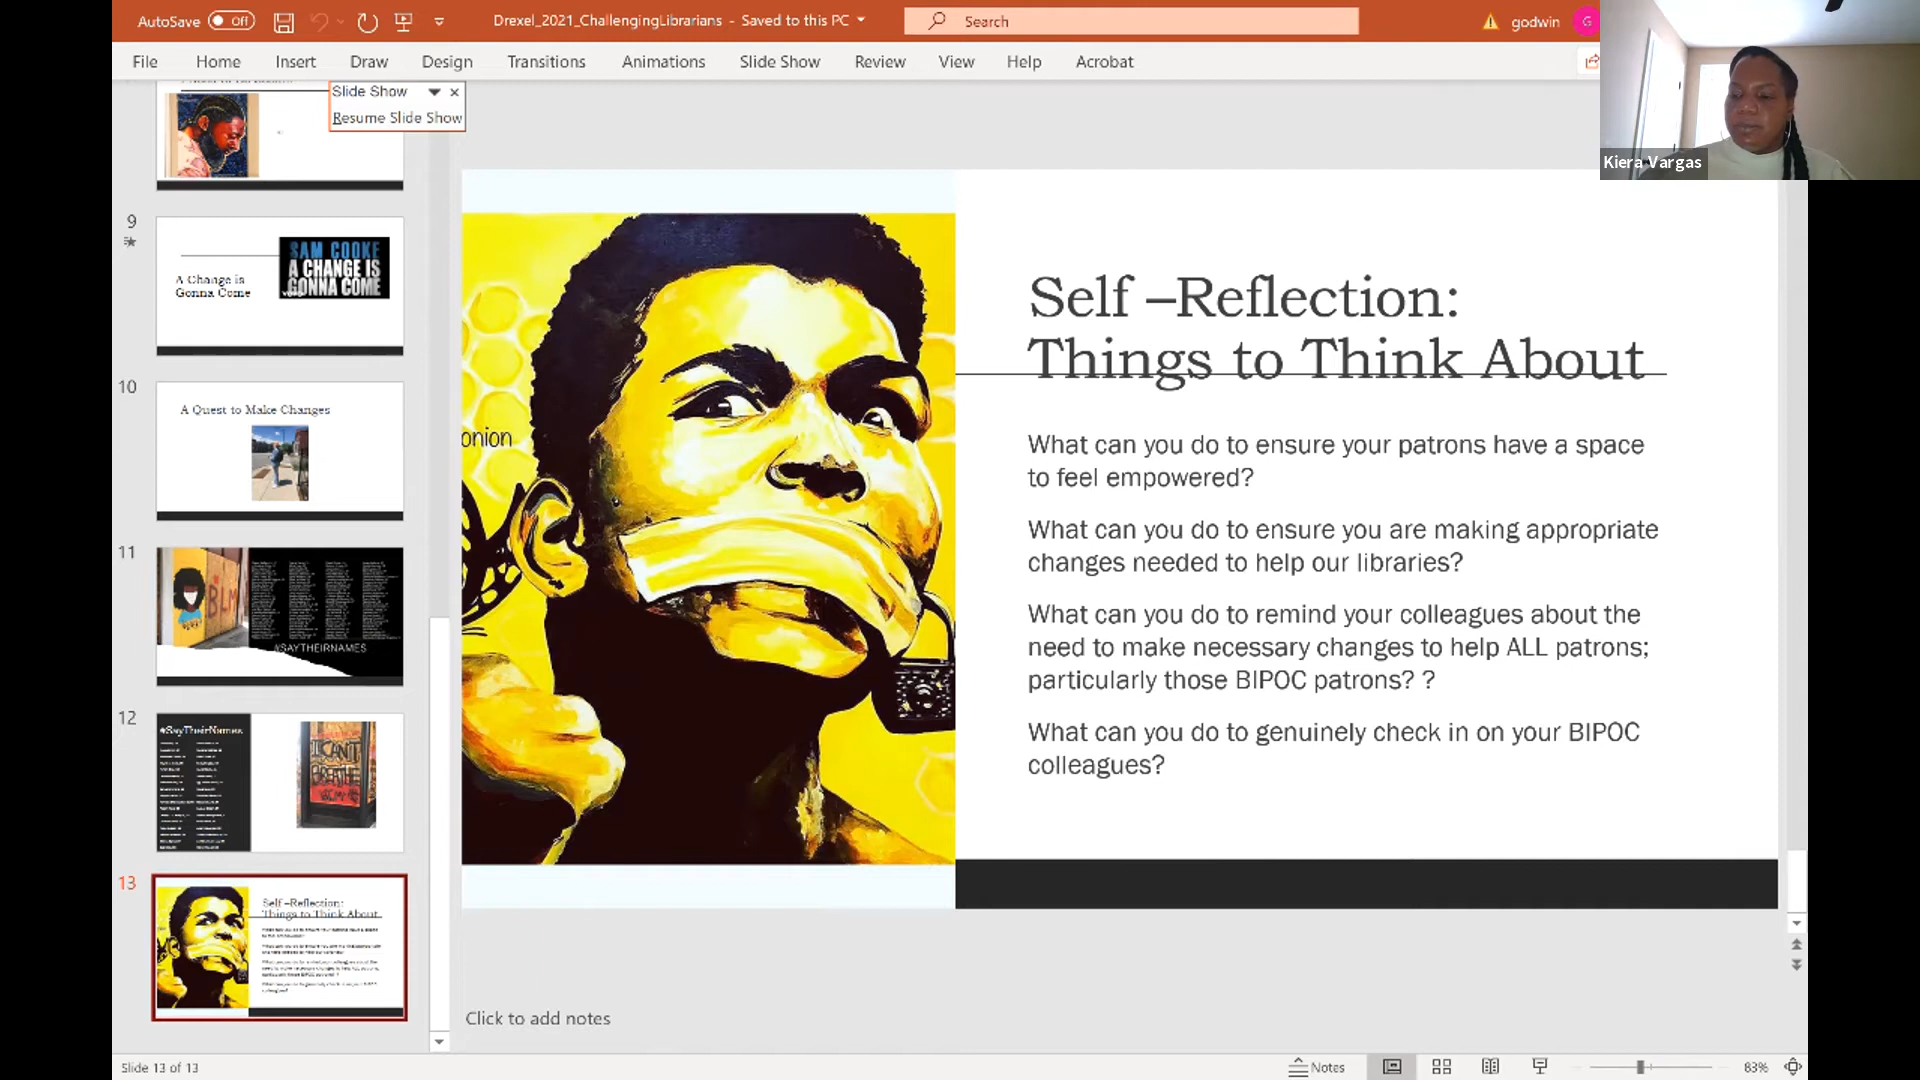 AutoSave Off
Drexel_2021_ChallengingLibrarians - Saved to this PC
Search
godwin
G
File Home Insert Draw Design Transitions Animations Slide Show Review View Help Acrobat
Slide Show
Resume Slide Show
Kiera Vargas
9
A Change is
Gonna Come
SAM COOKE
A CHANGE IS
GONNA COME
10
A Quest to Make Changes
11
BLM
#SAYTHEIRNAMES
12
#SayTheirNames
I CANT
BREATHE
13
Self –Reflection:
Things to Think About
onion
Self –Reflection:
Things to Think About
What can you do to ensure your patrons have a space
to feel empowered?
What can you do to ensure you are making appropriate
changes needed to help our libraries?
What can you do to remind your colleagues about the
need to make necessary changes to help ALL patrons;
particularly those BIPOC patrons? ?
What can you do to genuinely check in on your BIPOC
colleagues?
Click to add notes
Slide 13 of 13
Notes
83%